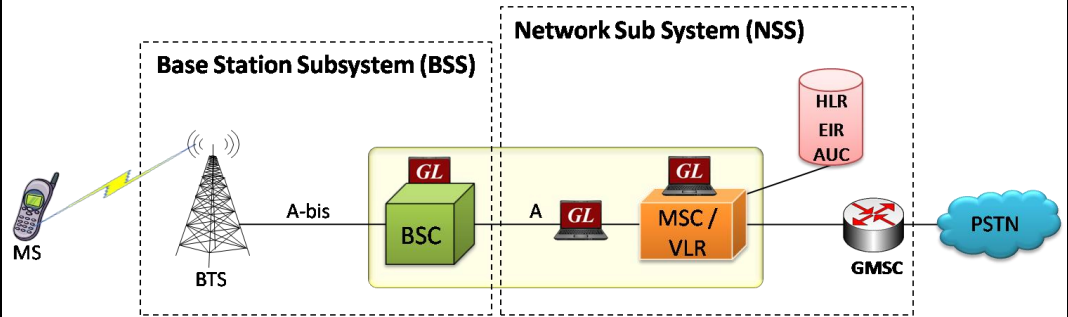 Network Sub System (NSS)
Base Station Subsystem (BSS)
HLR
EIR
AUC
GL
GL
A-bis
A
GL
BSC
MSC /
VLR
PSTN
MS
BTS
GMSC